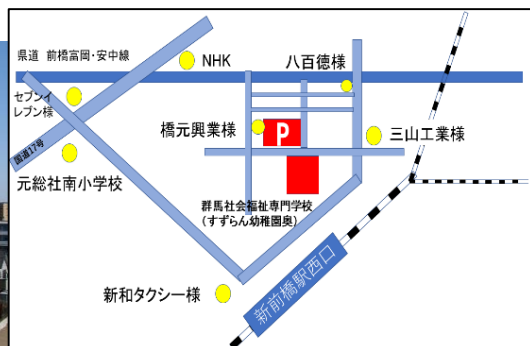 県道 前橋富岡・安中線
NHK
八百徳様
セブンイ
レブン様
国道17号
橋元興業様
P
三山工業様
元総社南小学校
群馬社会福祉専門学校
(すずらん幼稚園奥)
新和タクシー様
新前橋駅西口